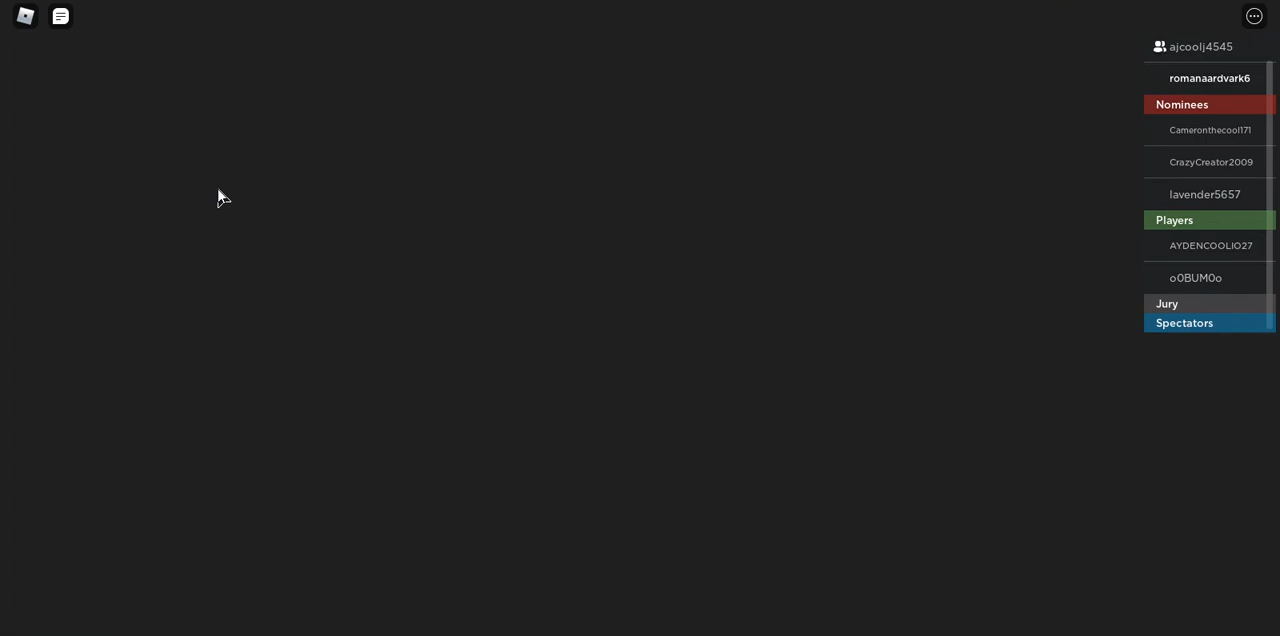 ajcoolj4545
romanaardvark6
Nominees
Cameronthecool171
CrazyCreator2009
lavender5657
Players
AYDENCOOLIO27
o0BUM0o
Jury
Spectators